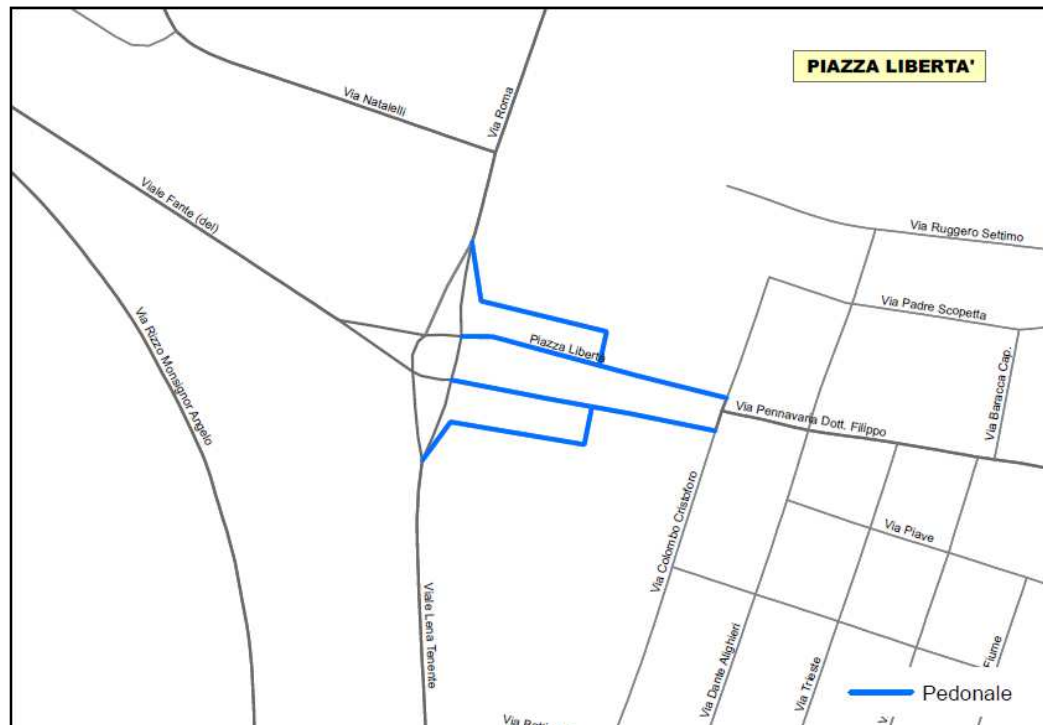 PIAZZA LIBERTA'
Via Natalelli
Via Roma
Viale Fante (del)
Via Ruggero Settimo
Via Padre Scopetta
Via Rizzo Monsignor Angelo
Piazza Liberta
Via Baracca Cap.
Via Pennavaria Dott. Filippo
Via Colombo Cristoforo
Via Piave
Viale Lena Tenente
Via Dante Alighieri
Via Trieste
Fiume
Pedonale